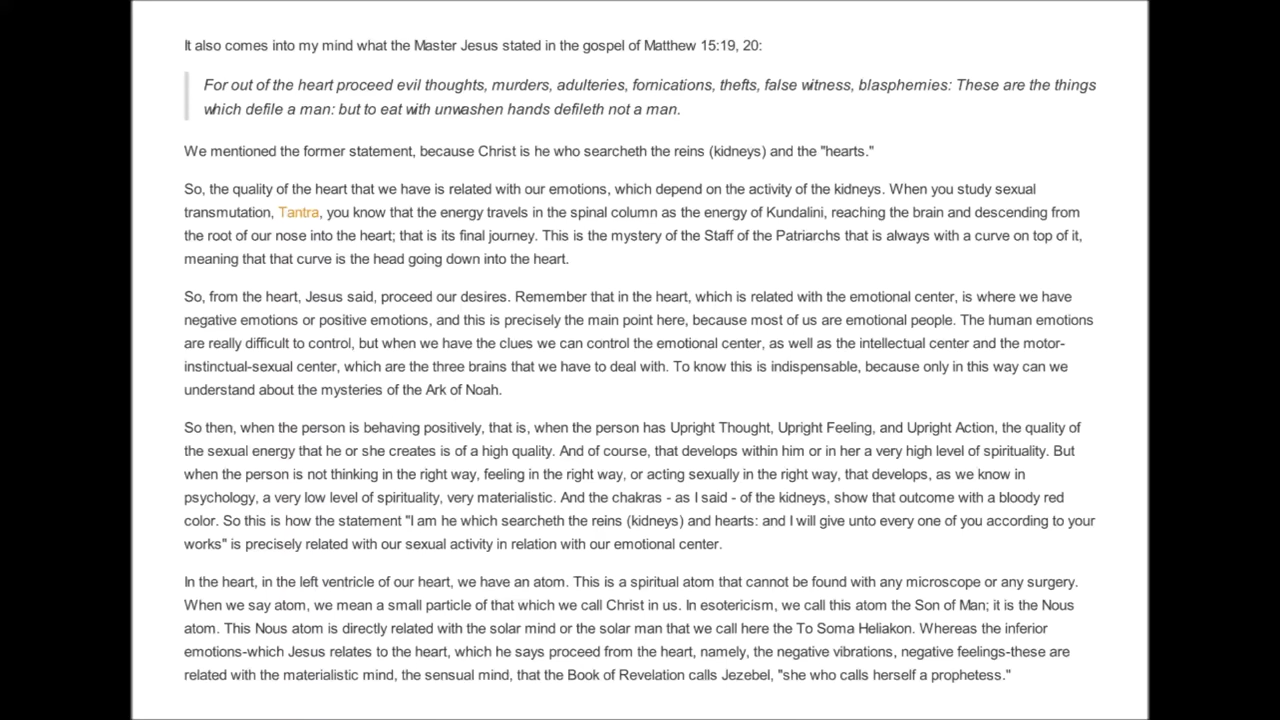 It also comes into my mind what the Master Jesus stated in the gospel of Matthew 15:19, 20:
For out of the heart proceed evil thoughts, murders, adulteries, fornications, thefts, false witness, blasphemies: These are the things
which defile a man: but to eat with unwashen hands defileth not a man.
We mentioned the former statement, because Christ is he who searcheth the reins (kidneys) and the "hearts."
So, the quality of the heart that we have is related with our emotions, which depend on the activity of the kidneys. When you study sexual
transmutation, Tantra, you know that the energy travels in the spinal column as the energy of Kundalini, reaching the brain and descending from
the root of our nose into the heart; that is its final journey. This is the mystery of the Staff of the Patriarchs that is always with a curve on top of it,
meaning that that curve is the head going down into the heart.
So, from the heart, Jesus said, proceed our desires. Remember that in the heart, which is related with the emotional center, is where we have
negative emotions or positive emotions, and this is precisely the main point here, because most of us are emotional people. The human emotions
are really difficult to control, but when we have the clues we can control the emotional center, as well as the intellectual center and the motor-
instinctual-sexual center, which are the three brains that we have to deal with. To know this is indispensable, because only in this way can we
understand about the mysteries of the Ark of Noah.
So then, when the person is behaving positively, that is, when the person has Upright Thought, Upright Feeling, and Upright Action, the quality of
the sexual energy that he or she creates is of a high quality. And of course, that develops within him or in her a very high level of spirituality. But
when the person is not thinking in the right way, feeling in the right way, or acting sexually in the right way, that develops, as we know in
psychology, a very low level of spirituality, very materialistic. And the chakras - as I said - of the kidneys, show that outcome with a bloody red
color. So this is how the statement "I am he which searcheth the reins (kidneys) and hearts: and I will give unto every one of you according to your
works" is precisely related with our sexual activity in relation with our emotional center.
In the heart, in the left ventricle of our heart, we have an atom. This is a spiritual atom that cannot be found with any microscope or any surgery.
When we say atom, we mean a small particle of that which we call Christ in us. In esotericism, we call this atom the Son of Man; it is the Nous
atom. This Nous atom is directly related with the solar mind or the solar man that we call here the To Soma Heliakon. Whereas the inferior
emotions-which Jesus relates to the heart, which he says proceed from the heart, namely, the negative vibrations, negative feelings-these are
related with the materialistic mind, the sensual mind, that the Book of Revelation calls Jezebel, "she who calls herself a prophetess."